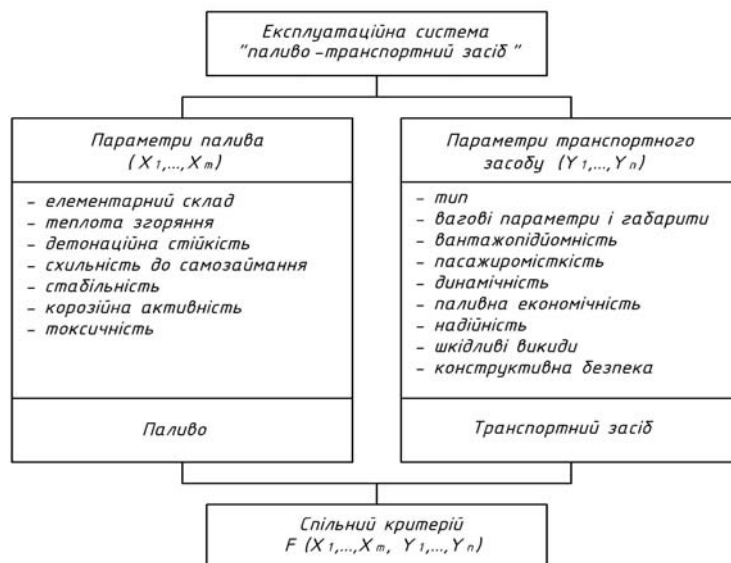 Експлуатаційна система
"паливо – транспортний засіб"
Параметри палива
(X1,...,Xm)
– елементарний склад
– теплота згоряння
– детонаційна стійкість
– схильність до самозаймання
– стабільність
– корозійна активність
– токсичність
Паливо
Параметри транспортного
засобу (Y1,...,Yn)
– тип
– вагові параметри і габарити
– вантажопідйомність
– пасажиромісткість
– динамічність
– паливна економічність
– надійність
– шкідливі викиди
– конструктивна безпека
Транспортний засіб
Спільний критерій
F (X1,...,Xm, Y1,...,Yn)